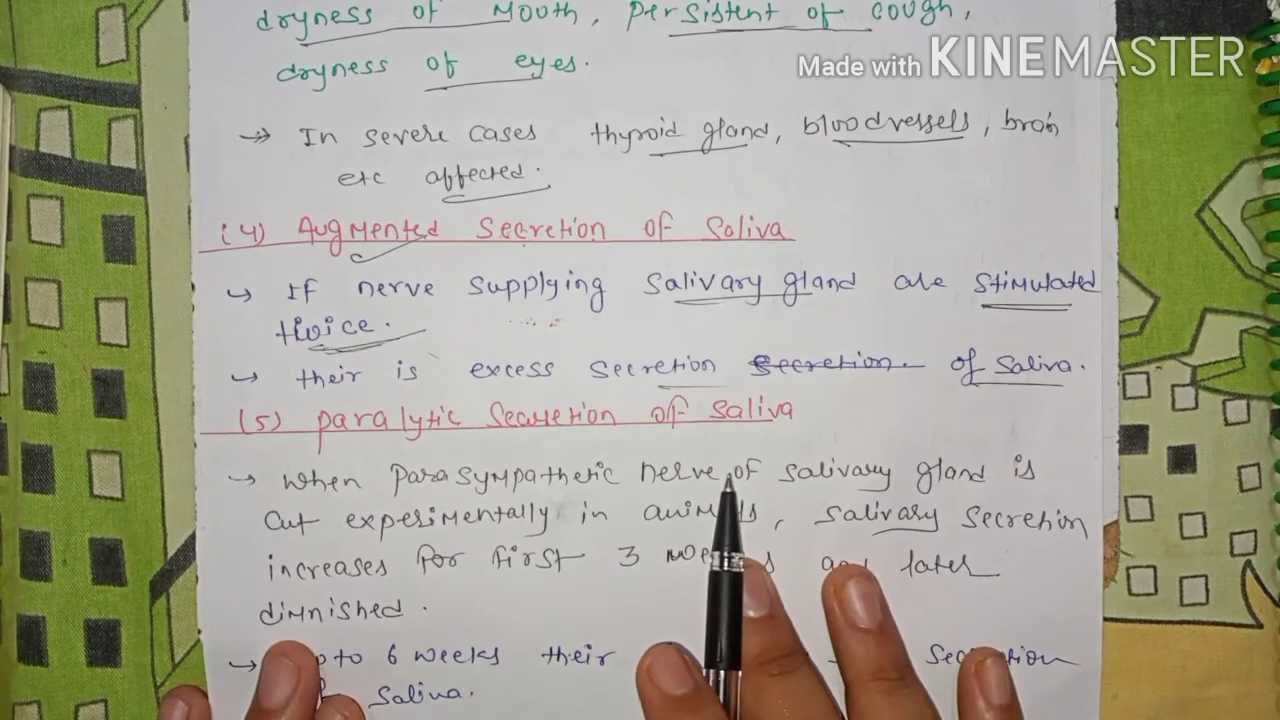 dryness of Mouth, Persistent of cough,
dryness of eyes.
Made with KINEMASTER
In severe cases thyroid gland, bloodvessels, brain
etc affected.
(4) Augmented Secretion of Saliva
If nerve supplying Salivary gland are stimulated
twice.
their is excess secretion secretion of saliva.
(5) Paralytic Secretion of Saliva
When Parasympathetic nerve of salivary gland is
Cut experimentally in animals, salivary secretion
increases for first 3 and later
diminished.
to 6 weeks their
Saliva.